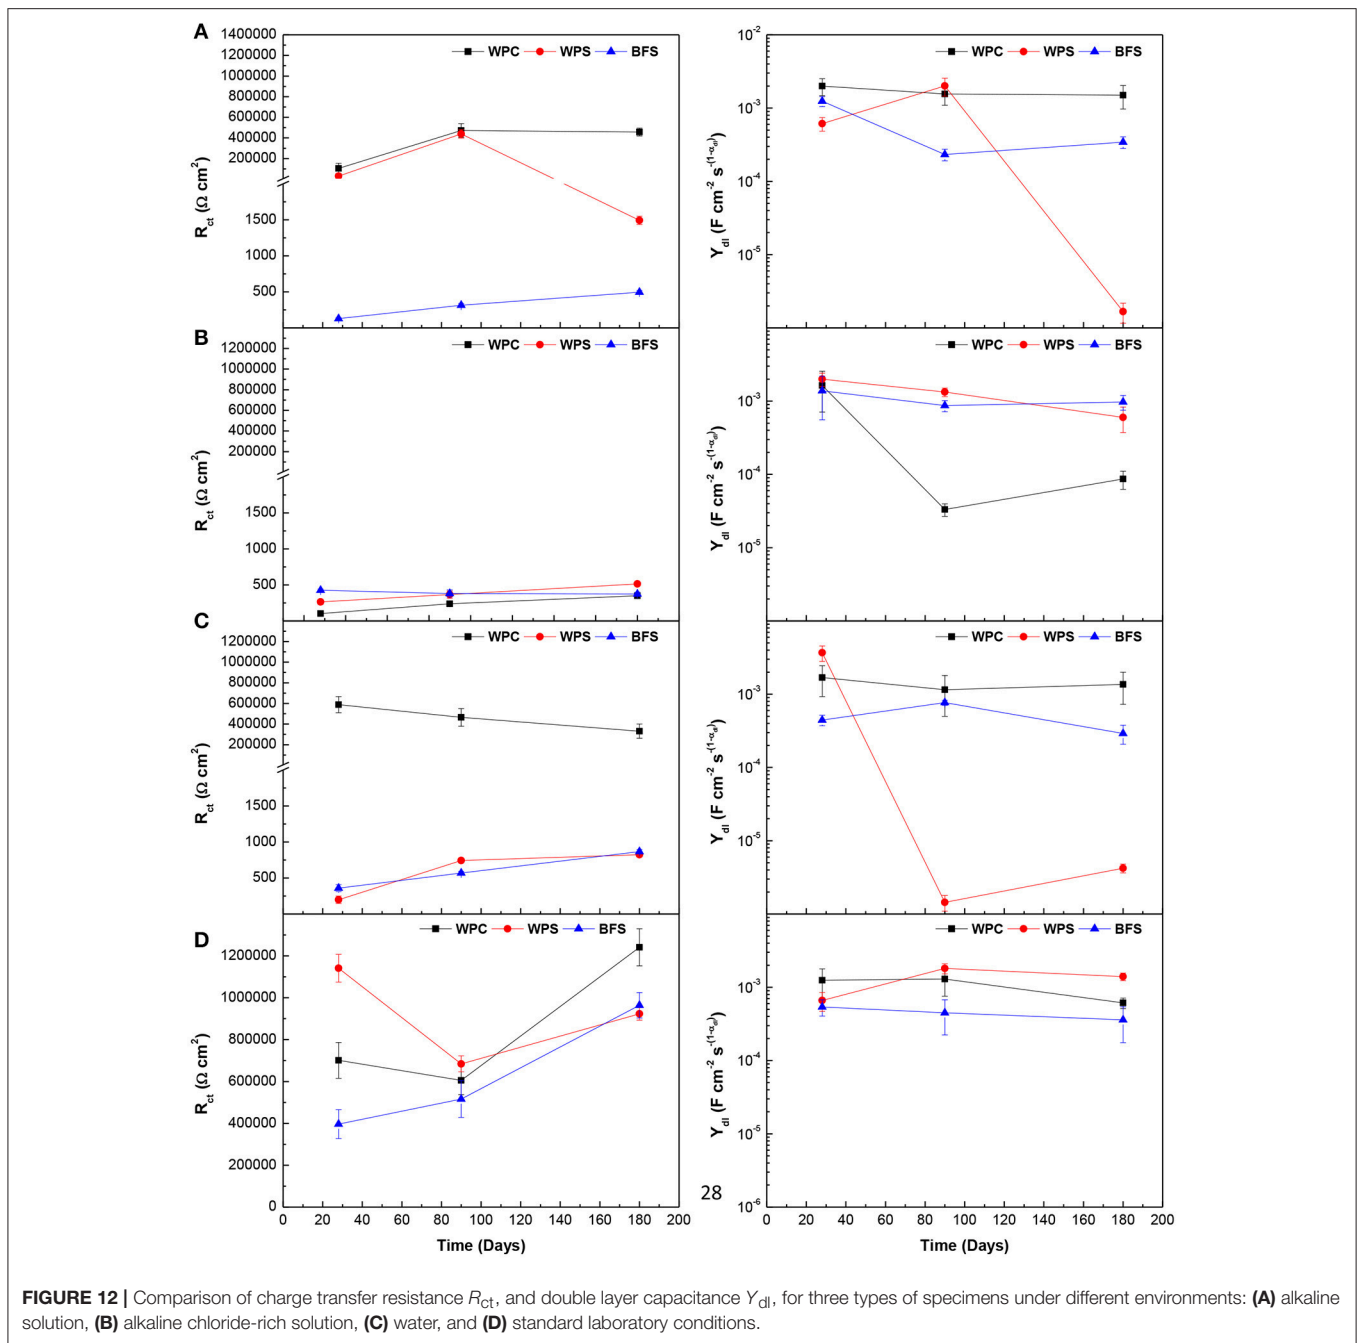 A
1400000
1200000
1000000
800000
600000
400000
200000
1500
1000
500
R_ct (Ω cm²)
WPC WPS BFS
10⁻²
10⁻³
10⁻⁴
10⁻⁵
Y_dl (F cm⁻² s^-(1-α_dl))
WPC WPS BFS
B
1200000
1000000
800000
600000
400000
200000
1500
1000
500
R_ct (Ω cm²)
WPC WPS BFS
10⁻³
10⁻⁴
10⁻⁵
Y_dl (F cm⁻² s^-(1-α_dl))
WPC WPS BFS
C
1200000
1000000
800000
600000
400000
200000
1500
1000
500
R_ct (Ω cm²)
WPC WPS BFS
10⁻³
10⁻⁴
10⁻⁵
Y_dl (F cm⁻² s^-(1-α_dl))
WPC WPS BFS
D
1200000
1000000
800000
600000
400000
200000
0
R_ct (Ω cm²)
WPC WPS BFS
0 20 40 60 80 100 120 140 160 180 200
Time (Days)
28
10⁻³
10⁻⁴
10⁻⁵
10⁻⁶
Y_dl (F cm⁻² s^-(1-α_dl))
WPC WPS BFS
0 20 40 60 80 100 120 140 160 180 200
Time (Days)
FIGURE 12 | Comparison of charge transfer resistance R_ct, and double layer capacitance Y_dl, for three types of specimens under different environments: (A) alkaline
solution, (B) alkaline chloride-rich solution, (C) water, and (D) standard laboratory conditions.